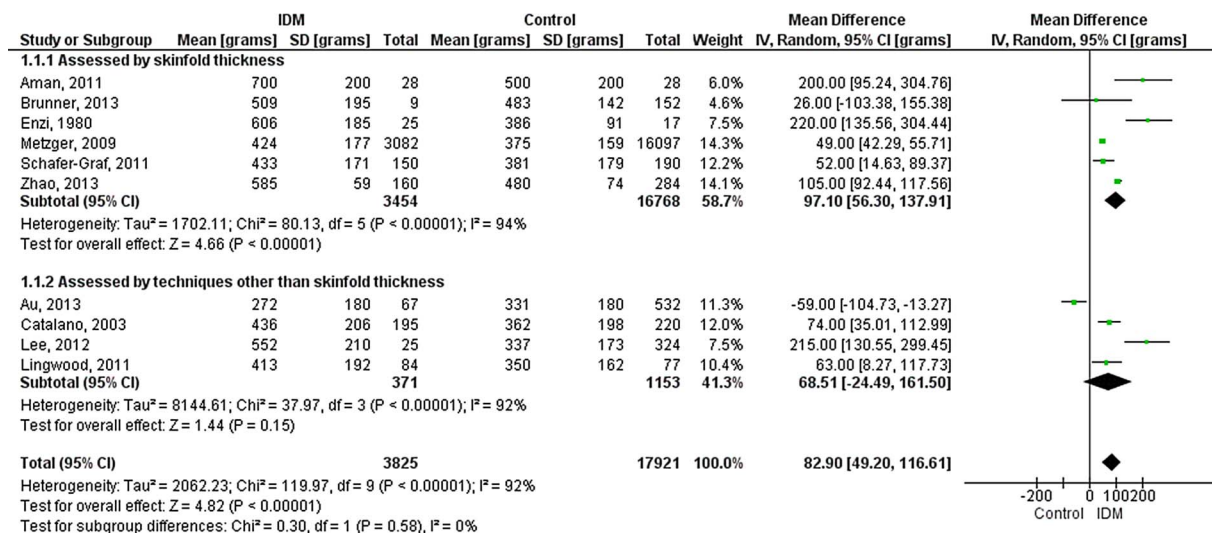 IDM Control Mean Difference Mean Difference
Study or Subgroup Mean [grams] SD [grams] Total Mean [grams] SD [grams] Total Weight IV, Random, 95% CI [grams] IV, Random, 95% CI [grams]
1.1.1 Assessed by skinfold thickness
Aman, 2011 700 200 28 500 200 28 6.0% 200.00 [95.24, 304.76]
Brunner, 2013 509 195 9 483 142 152 4.6% 26.00 [-103.38, 155.38]
Enzi, 1980 606 185 25 386 91 17 7.5% 220.00 [135.56, 304.44]
Metzger, 2009 424 177 3082 375 159 16097 14.3% 49.00 [42.29, 55.71]
Schafer-Graf, 2011 433 171 150 381 179 190 12.2% 52.00 [14.63, 89.37]
Zhao, 2013 585 59 160 480 74 284 14.1% 105.00 [92.44, 117.56]
Subtotal (95% CI) 3454 16768 58.7% 97.10 [56.30, 137.91]
Heterogeneity: Tau² = 1702.11; Chi² = 80.13, df = 5 (P < 0.00001); I² = 94%
Test for overall effect: Z = 4.66 (P < 0.00001)
1.1.2 Assessed by techniques other than skinfold thickness
Au, 2013 272 180 67 331 180 532 11.3% -59.00 [-104.73, -13.27]
Catalano, 2003 436 206 195 362 198 220 12.0% 74.00 [35.01, 112.99]
Lee, 2012 552 210 25 337 173 324 7.5% 215.00 [130.55, 299.45]
Lingwood, 2011 413 192 84 350 162 77 10.4% 63.00 [8.27, 117.73]
Subtotal (95% CI) 371 1153 41.3% 68.51 [-24.49, 161.50]
Heterogeneity: Tau² = 8144.61; Chi² = 37.97, df = 3 (P < 0.00001); I² = 92%
Test for overall effect: Z = 1.44 (P = 0.15)
Total (95% CI) 3825 17921 100.0% 82.90 [49.20, 116.61]
Heterogeneity: Tau² = 2062.23; Chi² = 119.97, df = 9 (P < 0.00001); I² = 92%
Test for overall effect: Z = 4.82 (P < 0.00001)
Test for subgroup differences: Chi² = 0.30, df = 1 (P = 0.58), I² = 0%
-200 0 100 200
Control IDM